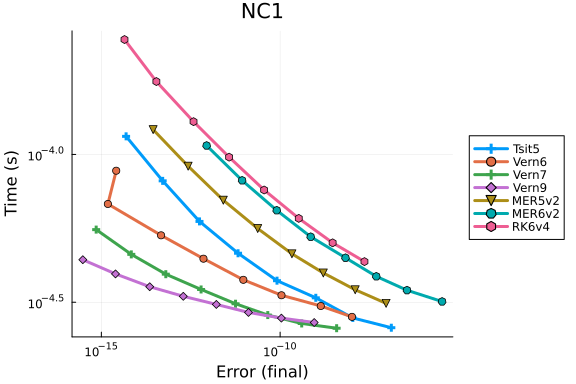 NC1
Time (s)
10⁻⁴·⁰
10⁻⁴·⁵
10⁻¹⁵
10⁻¹⁰
Error (final)
Tsit5
Vern6
Vern7
Vern9
MER5v2
MER6v2
RK6v4